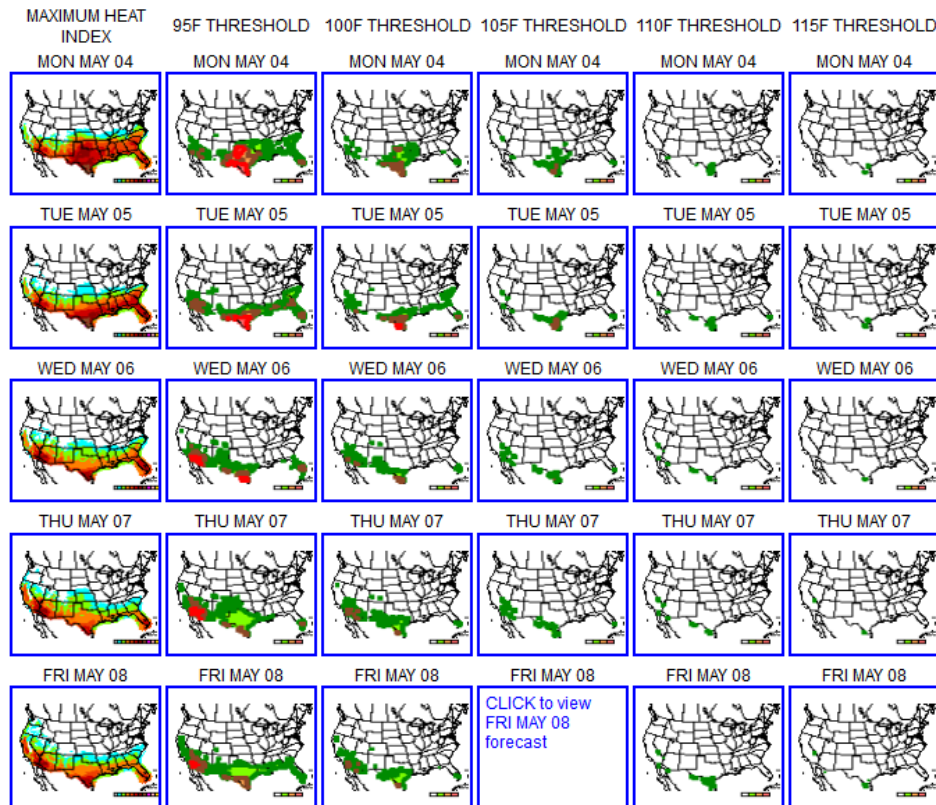 MAXIMUM HEAT
INDEX
95F THRESHOLD
100F THRESHOLD
105F THRESHOLD
110F THRESHOLD
115F THRESHOLD
MON MAY 04
MON MAY 04
MON MAY 04
MON MAY 04
MON MAY 04
MON MAY 04
TUE MAY 05
TUE MAY 05
TUE MAY 05
TUE MAY 05
TUE MAY 05
TUE MAY 05
WED MAY 06
WED MAY 06
WED MAY 06
WED MAY 06
WED MAY 06
WED MAY 06
THU MAY 07
THU MAY 07
THU MAY 07
THU MAY 07
THU MAY 07
THU MAY 07
FRI MAY 08
FRI MAY 08
FRI MAY 08
FRI MAY 08
FRI MAY 08
FRI MAY 08
CLICK to view
FRI MAY 08
forecast